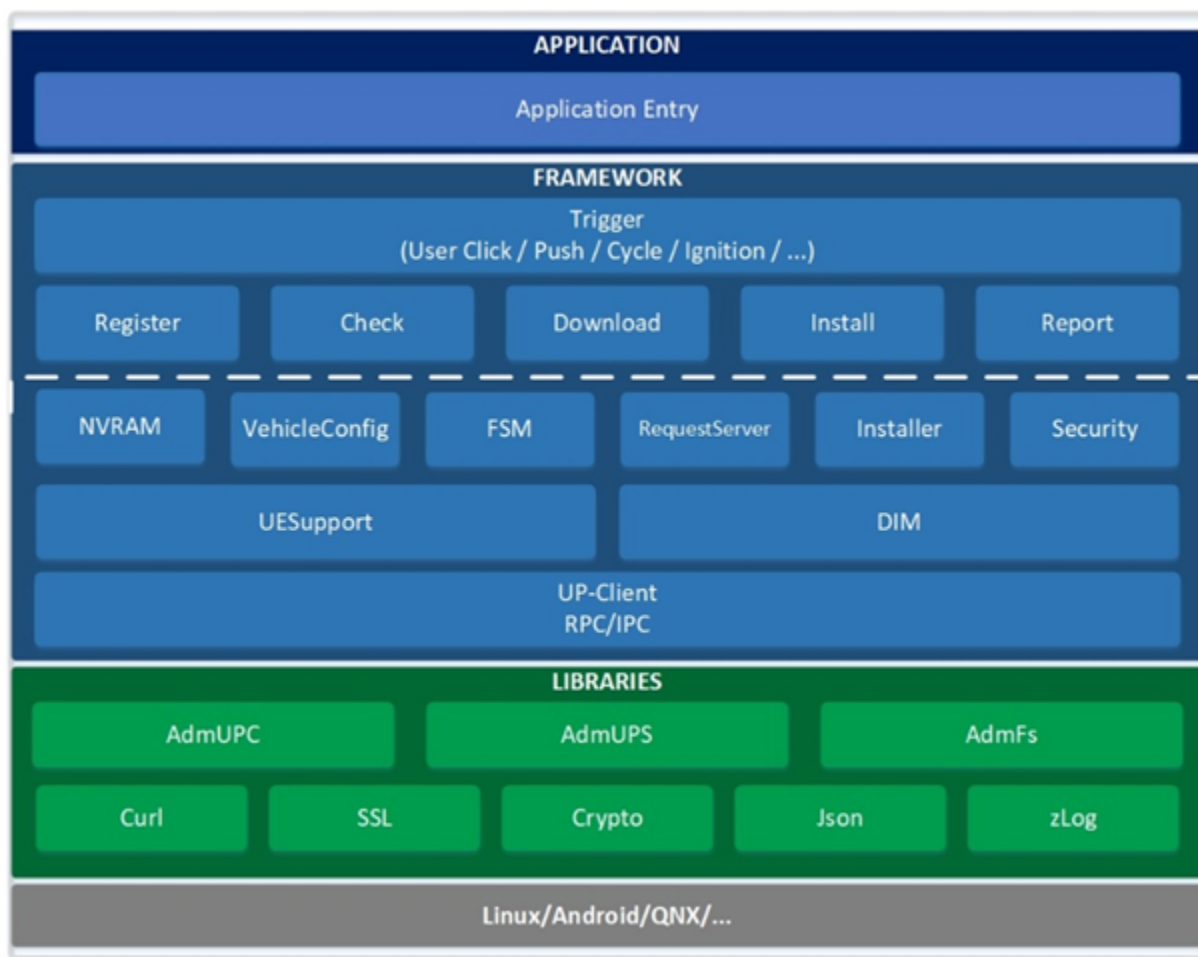 APPLICATION
Application Entry
FRAMEWORK
Trigger
(User Click / Push / Cycle / Ignition / ...)
Register Check Download Install Report
NVRAM VehicleConfig FSM RequestServer Installer Security
UESupport DIM
UP-Client
RPC/IPC
LIBRARIES
AdmUPC AdmUPS AdmFs
Curl SSL Crypto Json zLog
Linux/Android/QNX/...